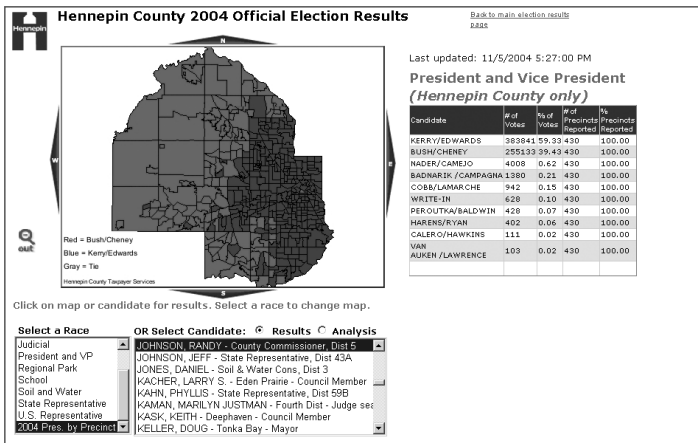 Hennepin
Hennepin County 2004 Official Election Results
Back to main election results
page
N
W
E
S
out
Red = Bush/Cheney
Blue = Kerry/Edwards
Gray = Tie
Hennepin County Taxpayer Services
Last updated: 11/5/2004 5:27:00 PM
President and Vice President
(Hennepin County only)
Candidate # of Votes % of Votes # of Precincts Reported % Precincts Reported
KERRY/EDWARDS 383841 59.33 430 100.00
BUSH/CHENEY 255133 39.43 430 100.00
NADER/CAMEJO 4008 0.62 430 100.00
BADNARIK /CAMPAGNA 1380 0.21 430 100.00
COBB/LAMARCHE 942 0.15 430 100.00
WRITE-IN 628 0.10 430 100.00
PEROUTKA/BALDWIN 428 0.07 430 100.00
HARENS/RYAN 402 0.06 430 100.00
CALERO/HAWKINS 111 0.02 430 100.00
VAN
AUKEN /LAWRENCE 103 0.02 430 100.00
Click on map or candidate for results. Select a race to change map.
Select a Race
Judicial
President and VP
Regional Park
School
Soil and Water
State Representative
U.S. Representative
2004 Pres. by Precinct
OR Select Candidate: Results Analysis
JOHNSON, RANDY - County Commissioner, Dist 5
JOHNSON, JEFF - State Representative, Dist 43A
JONES, DANIEL - Soil & Water Cons, Dist 3
KACHER, LARRY S. - Eden Prairie - Council Member
KAHN, PHYLLIS - State Representative, Dist 59B
KAMAN, MARILYN JUSTMAN - Fourth Dist - Judge sea
KASK, KEITH - Deephaven - Council Member
KELLER, DOUG - Tonka Bay - Mayor